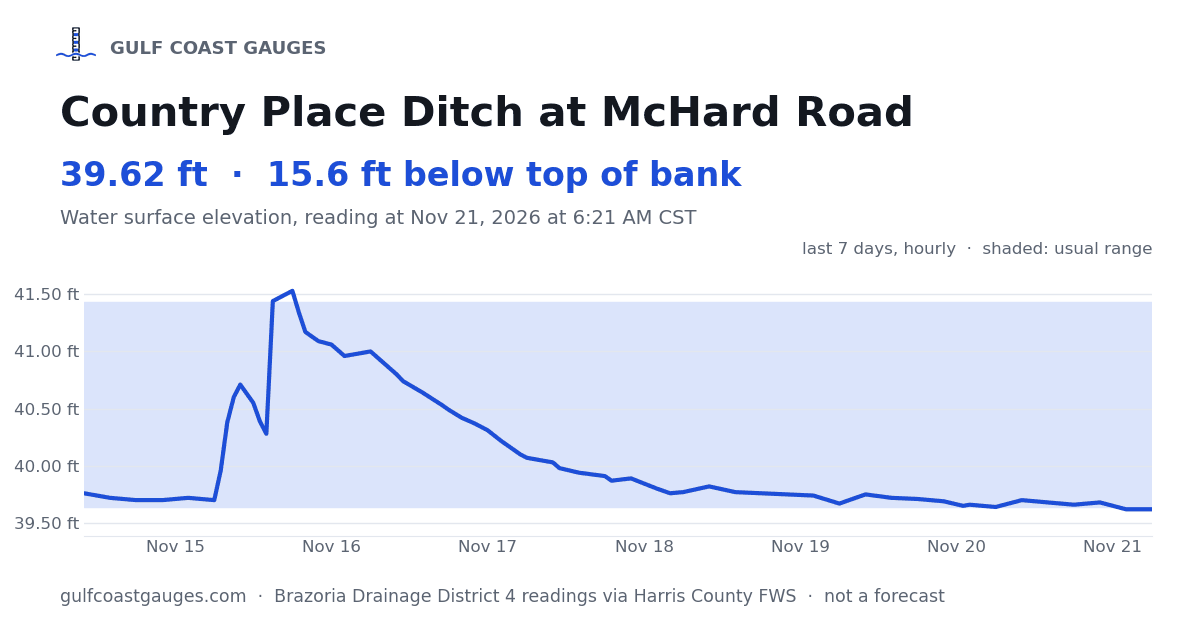 GULF COAST GAUGES
Country Place Ditch at McHard Road
39.62 ft · 15.6 ft below top of bank
Water surface elevation, reading at Nov 21, 2026 at 6:21 AM CST
last 7 days, hourly · shaded: usual range
41.50 ft
41.00 ft
40.50 ft
40.00 ft
39.50 ft
Nov 15 Nov 16 Nov 17 Nov 18 Nov 19 Nov 20 Nov 21
gulfcoastgauges.com · Brazoria Drainage District 4 readings via Harris County FWS · not a forecast